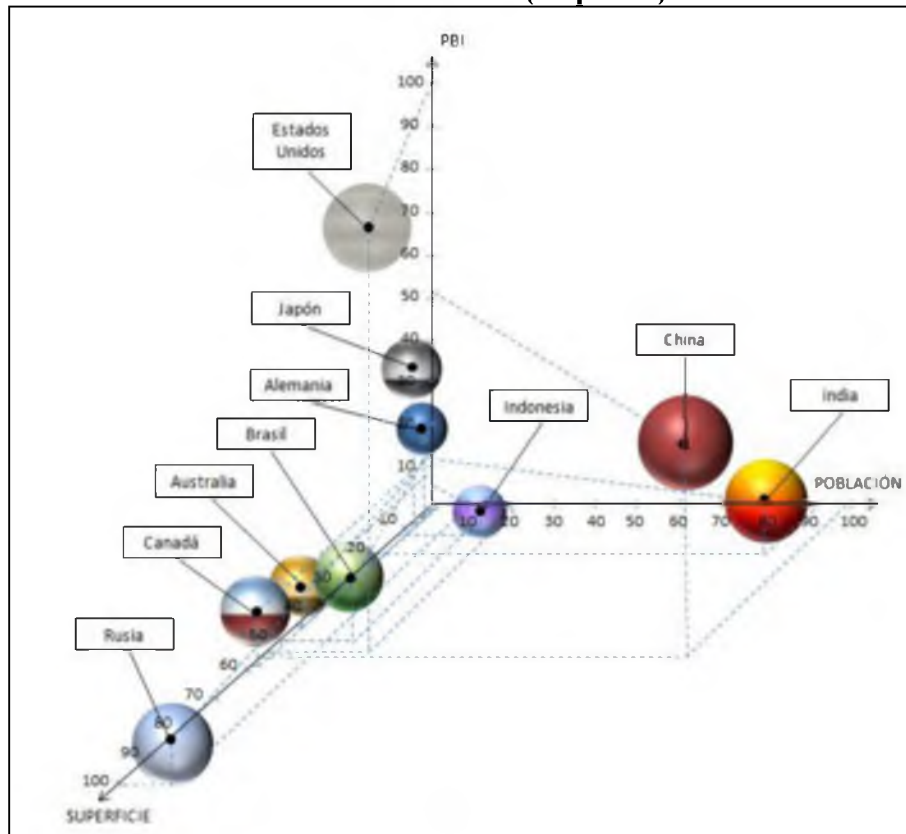 PBI
100
90
80
70
60
50
40
10
Estados
Unidos
Japón
Alemania
Brasil
Australia
Canadá
Rusia
Indonesia
China
India
POBLACIÓN
10 20 30 40 50 60 70 80 90 100
10
20
30
50
60
70
80
90
100
SUPERFICIE